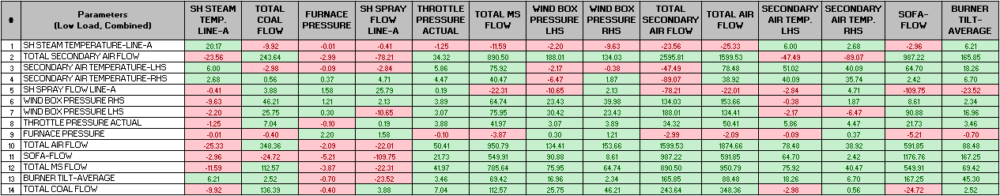 # Parameters (Low Load, Combined) SH STEAM TEMP. LINE-A TOTAL COAL FLOW FURNACE PRESSURE SH SPRAY FLOW LINE-A THROTTLE PRESSURE ACTUAL TOTAL MS FLOW WIND BOX PRESSURE LHS WIND BOX PRESSURE RHS TOTAL SECONDARY AIR FLOW TOTAL AIR FLOW SECONDARY AIR TEMP. LHS SECONDARY AIR TEMP. RHS SOFA-FLOW BURNER TILT-AVERAGE
1 SH STEAM TEMPERATURE-LINE-A 20.17 -9.92 -0.01 -0.41 -1.25 -11.59 -2.20 -9.63 -23.56 -25.33 6.00 2.68 -2.96 6.21
2 TOTAL SECONDARY AIR FLOW -23.56 243.64 -2.99 -78.21 34.32 890.50 188.01 134.03 2595.81 1599.53 -47.49 -89.07 987.22 165.85
3 SECONDARY AIR TEMPERATURE-LHS 6.00 -2.98 -0.09 -2.84 5.86 75.92 -2.17 -0.38 -47.49 78.48 51.02 40.09 64.70 18.26
4 SECONDARY AIR TEMPERATURE-RHS 2.68 0.56 0.37 4.71 4.47 40.47 -6.47 1.87 -89.07 38.92 40.09 35.74 2.42 6.70
5 SH SPRAY FLOW LINE-A -0.41 3.88 1.58 25.79 0.19 -22.31 -10.65 2.13 -78.21 -22.01 -2.84 4.71 -109.75 -23.52
6 WIND BOX PRESSURE RHS -9.63 46.21 1.21 2.13 3.89 64.74 23.43 39.98 134.03 153.66 -0.38 1.87 8.61 2.34
7 WIND BOX PRESSURE LHS -2.20 25.75 0.30 -10.65 3.07 75.95 30.42 23.43 188.01 134.41 -2.17 -6.47 90.88 16.96
8 THROTTLE PRESSURE ACTUAL -1.25 7.04 -0.10 0.19 3.88 41.97 3.07 3.89 34.32 50.41 5.86 4.47 21.73 3.46
9 FURNACE PRESSURE -0.01 -0.40 2.20 1.58 -0.10 -3.87 0.30 1.21 -2.99 -2.09 -0.09 0.37 -5.21 -0.70
10 TOTAL AIR FLOW -25.33 348.36 -2.09 -22.01 50.41 950.79 134.41 153.66 1599.53 1874.66 78.48 38.92 591.85 88.48
11 SOFA-FLOW -2.96 -24.72 -5.21 -109.75 21.73 549.91 90.88 8.61 987.22 591.85 64.70 2.42 1176.76 167.25
12 TOTAL MS FLOW -11.59 112.57 -3.87 -22.31 41.97 785.64 75.95 64.74 890.50 950.79 75.92 40.47 549.91 69.42
13 BURNER TILT-AVERAGE 6.21 2.52 -0.70 -23.52 3.46 69.42 16.96 2.34 165.85 88.48 18.26 6.70 167.25 45.30
14 TOTAL COAL FLOW -9.92 136.39 -0.40 3.88 7.04 112.57 25.75 46.21 243.64 348.36 -2.98 0.56 -24.72 2.52